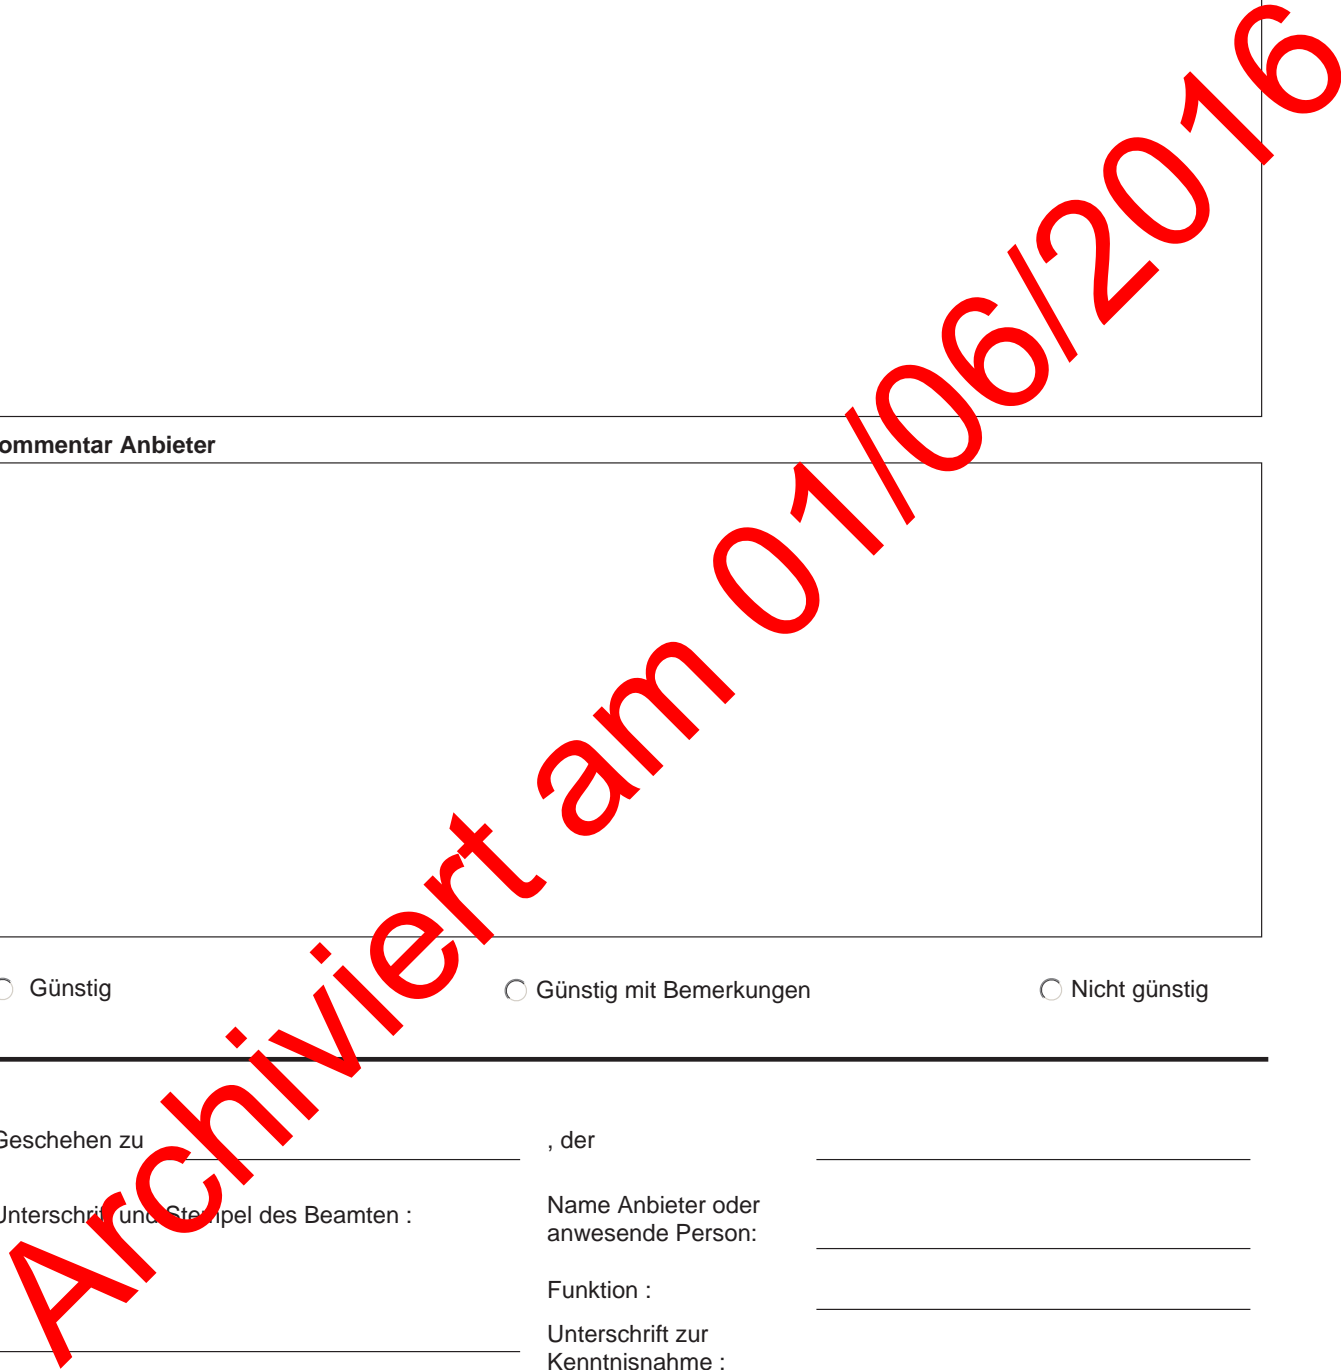 ommentar Anbieter
Günstig
Günstig mit Bemerkungen
Nicht günstig
Geschehen zu
, der
Unterschrift und Stempel des Beamten :
Name Anbieter oder
anwesende Person:
Funktion :
Unterschrift zur
Kenntnisnahme :
Archiviert am 01/06/2016